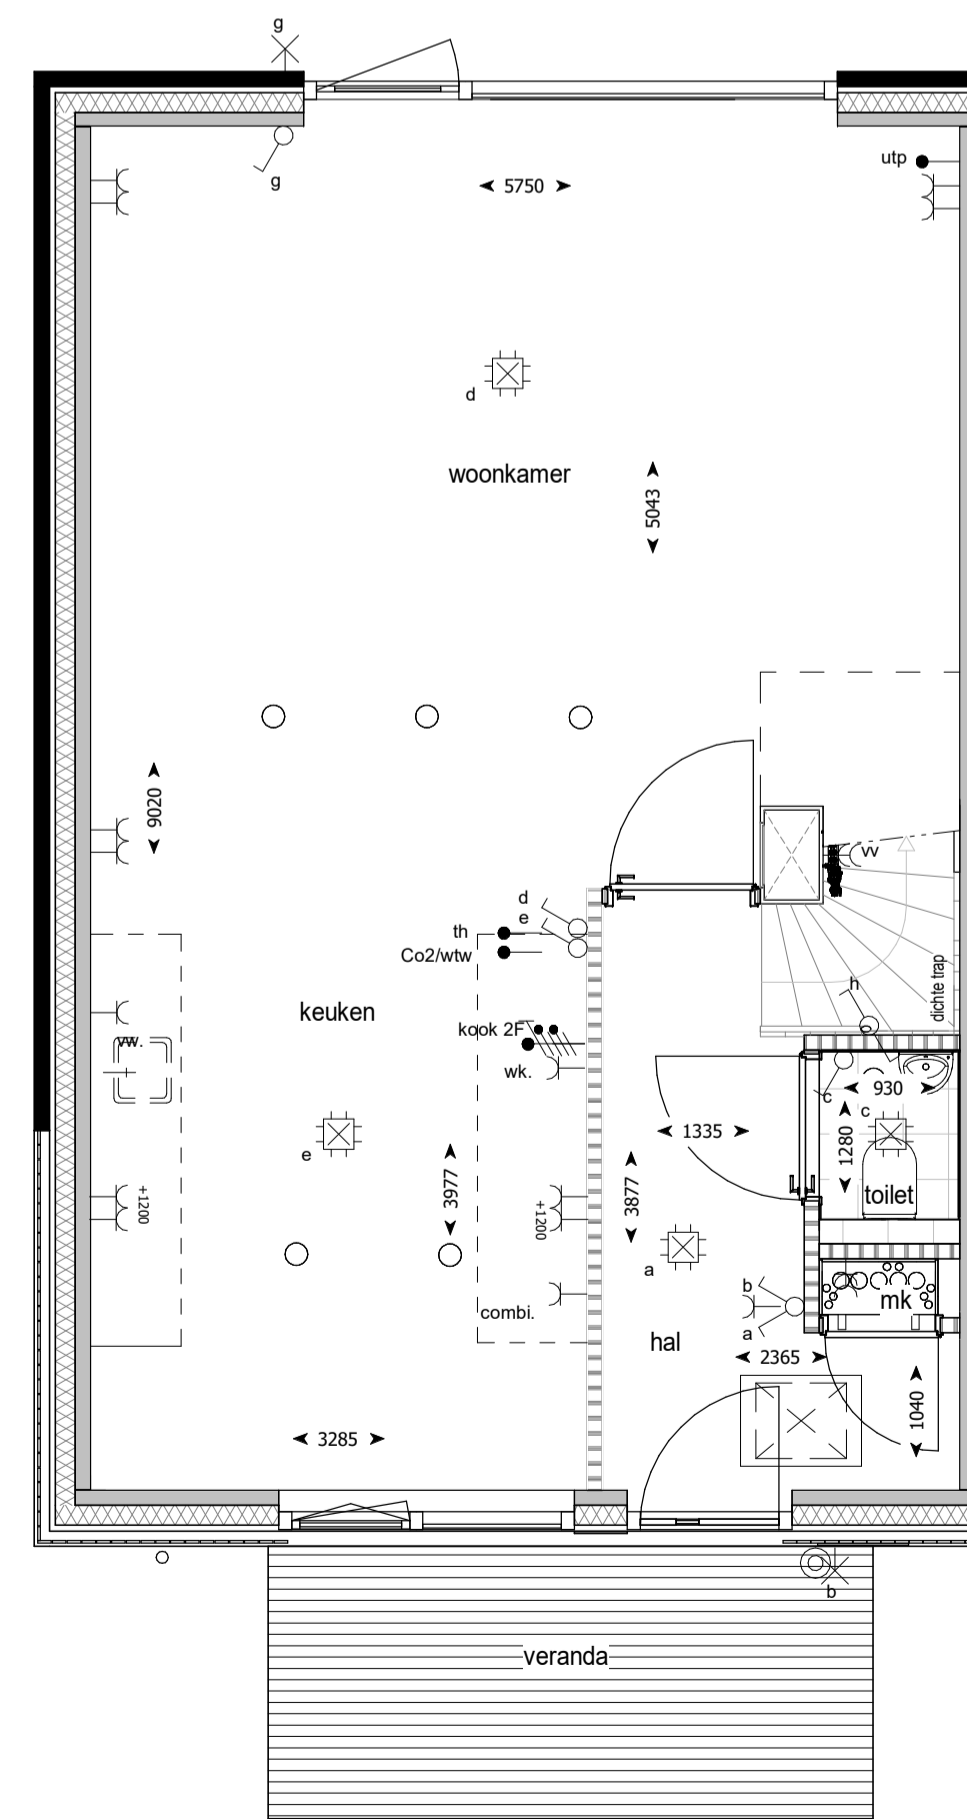 g
g
utp
5750
d
woonkamer
5043
9020
vv
d
e
th
Co2/wtw
dichte trap
h
keuken
kook 2F
vw.
wk.
930
c
c
1280
1335
e
3977
3877
toilet
+1200
+1200
a
b
mk
combi.
a
hal
2365
1040
3285
b
veranda